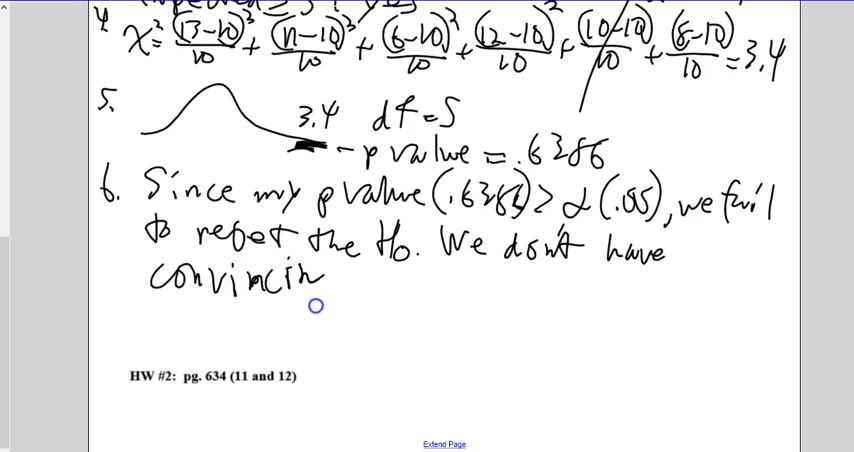 4. χ² = (13-10)²/10 + (11-10)²/10 + (6-10)²/10 + (12-10)²/10 + (10-10)/10 + (8-10)/10 = 3.4
5. 3.4 df = 5
- p value = .6386
6. Since my p value (.6386) > α (.05), we fail
to reject the Ho. We don't have
convincin
HW #2: pg. 634 (11 and 12)
Extend Page